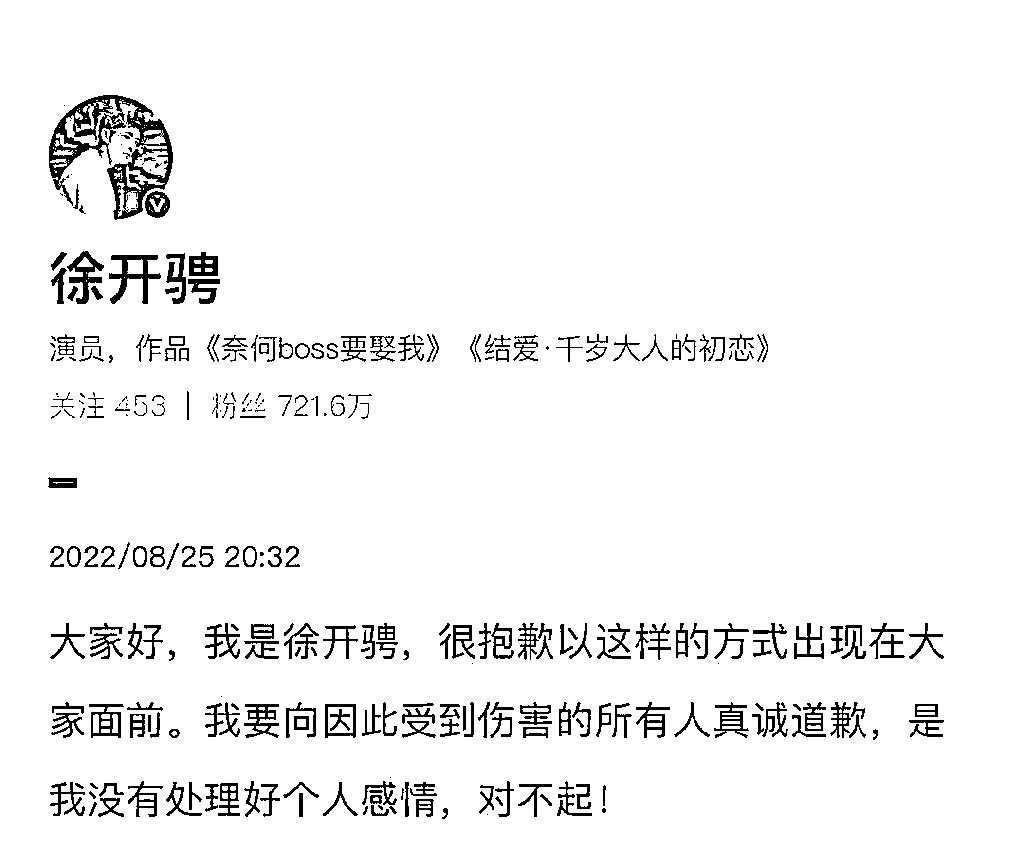 徐开骋
演员，作品《奈何boss要娶我》《结爱·千岁大人的初恋》
关注 453 | 粉丝 721.6万
2022/08/25 20:32
大家好，我是徐开骋，很抱歉以这样的方式出现在大
家面前。我要向因此受到伤害的所有人真诚道歉，是
我没有处理好个人感情，对不起！